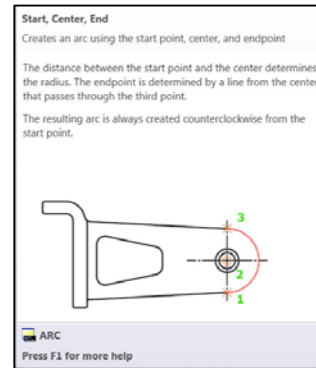 Start, Center, End
Creates an arc using the start point, center, and endpoint
The distance between the start point and the center determines
the radius. The endpoint is determined by a line from the center
that passes through the third point.
The resulting arc is always created counterclockwise from the
start point.
3
2
1
ARC
Press F1 for more help